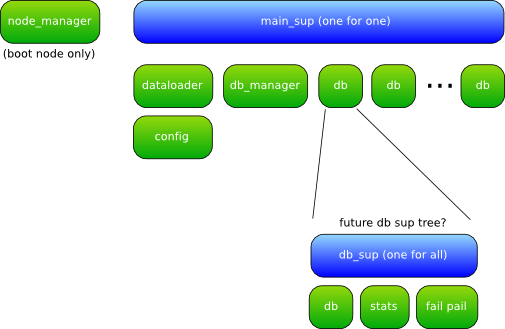 node_manager
main_sup (one for one)
(boot node only)
dataloader
db_manager
db
db
...
db
config
future db sup tree?
db_sup (one for all)
db
stats
fail pail